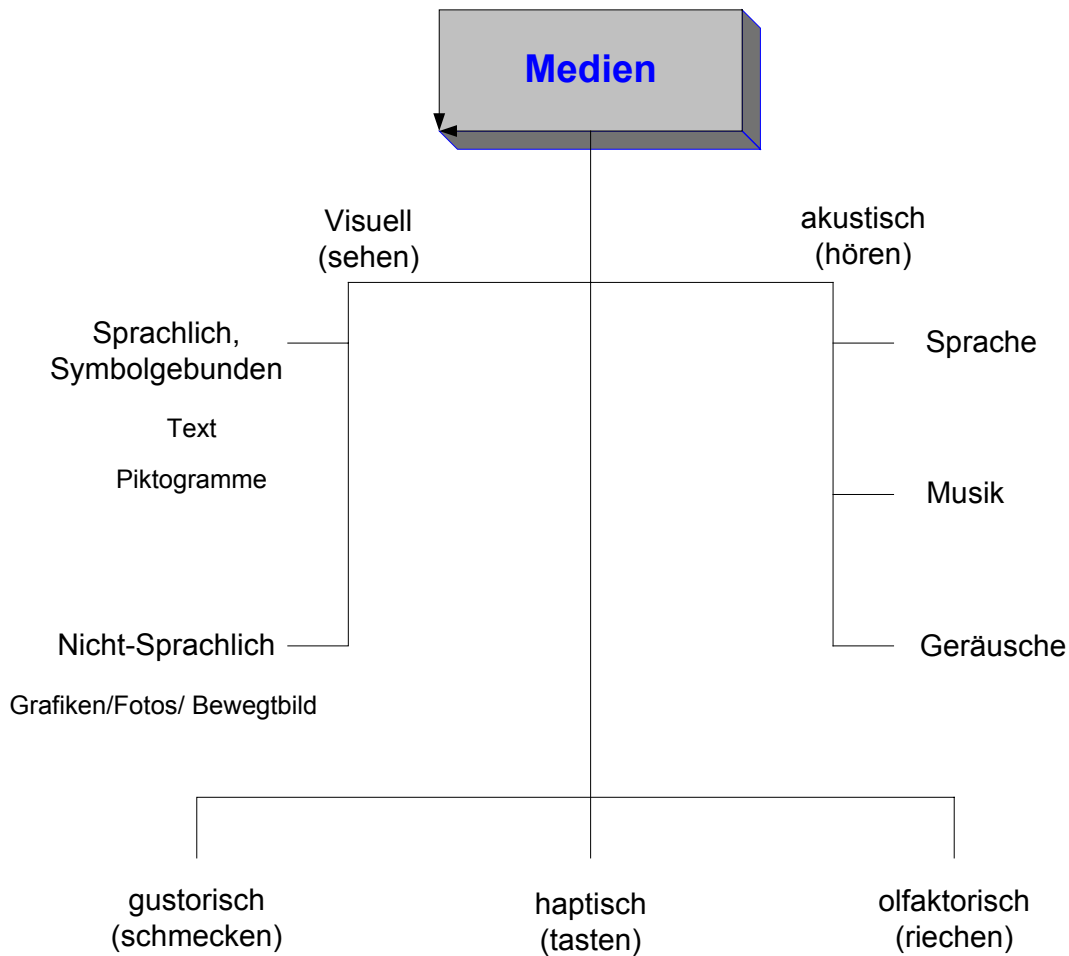 Medien
Visuell
(sehen)
akustisch
(hören)
Sprachlich,
Symbolgebunden
Text
Piktogramme
Nicht-Sprachlich
Grafiken/Fotos/ Bewegtbild
Sprache
Musik
Geräusche
gustorisch
(schmecken)
haptisch
(tasten)
olfaktorisch
(riechen)